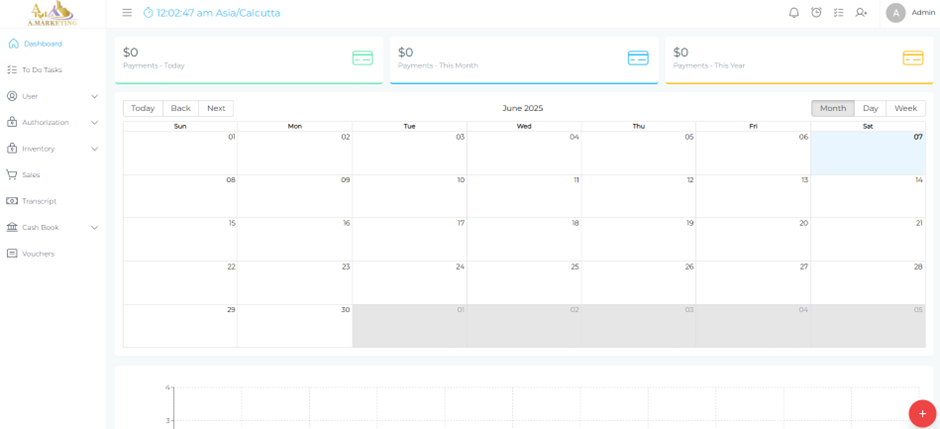 A.MARKETING
12:02:47 am Asia/Calcutta
A
Admin
Dashboard
To Do Tasks
User
Authorization
Inventory
Sales
Transcript
Cash Book
Vouchers
$0
Payments - Today
$0
Payments - This Month
$0
Payments - This Year
Today Back Next
June 2025
Month Day Week
Sun Mon Tue Wed Thu Fri Sat
01 02 03 04 05 06 07
08 09 10 11 12 13 14
15 16 17 18 19 20 21
22 23 24 25 26 27 28
29 30 01 02 03 04 05
4
3
+